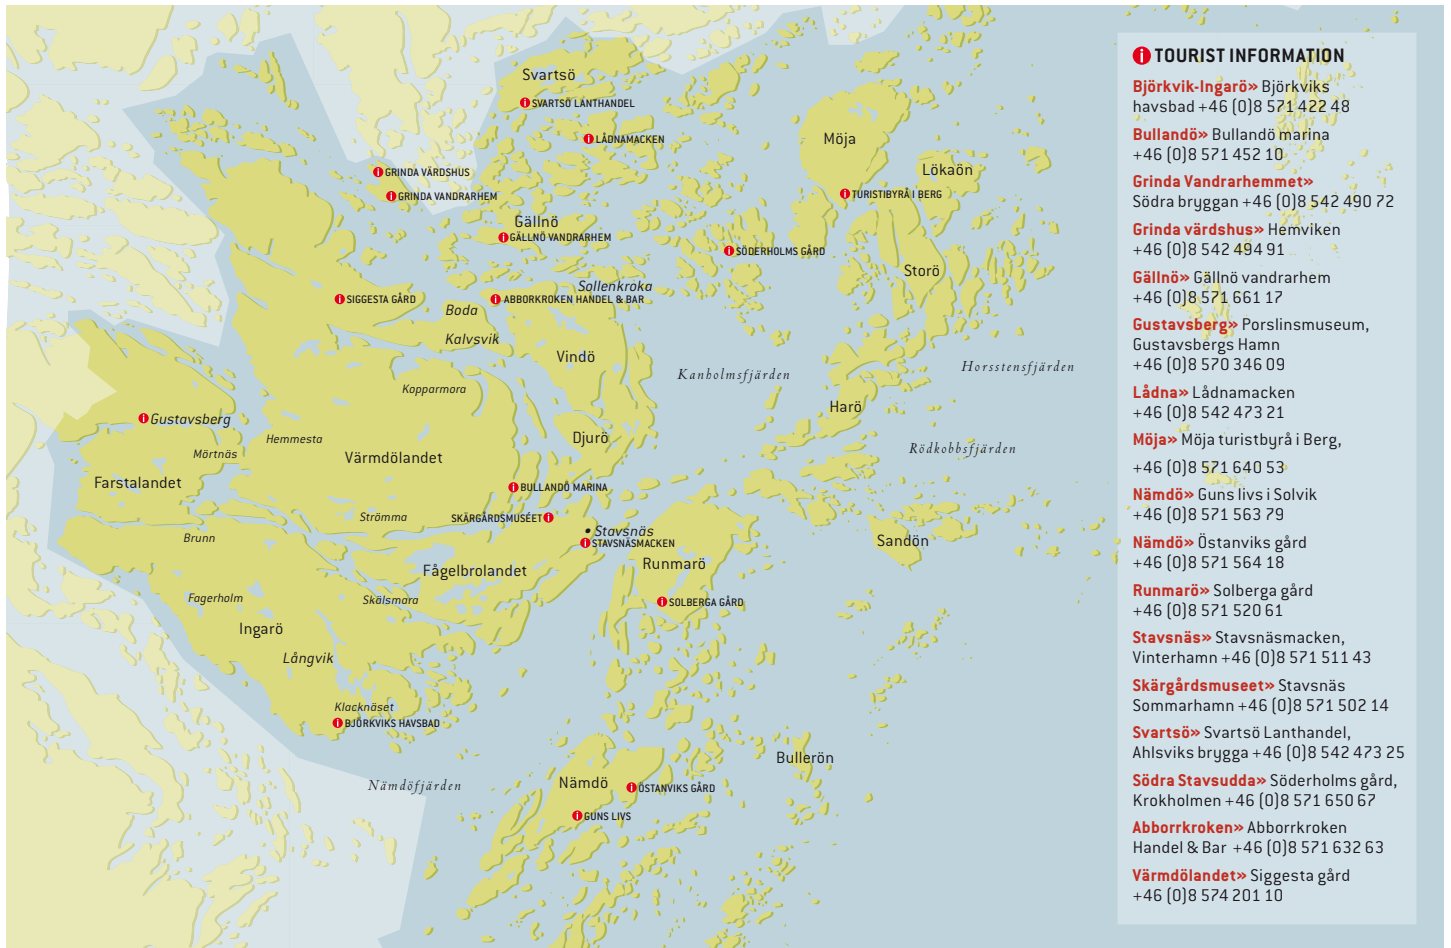 Svartsö
SVARTSÖ LANTHANDEL
LÅDNAMACKEN
Möja
Lökaön
GRINDA VÄRDSHUS
GRINDA VANDRARHEM
TURISTIBYRÅ I BERG
Gällnö
GÄLLNÖ VANDRARHEM
SÖDERHOLMS GÅRD
Storö
Sollenkroka
SIGGESTA GÅRD
ABBORKROKEN HANDEL & BAR
Boda
Kalvsvik
Vindö
Kanholmsfjärden
Horsstensfjärden
Kopparmora
Harö
Gustavsberg
Hemmesta
Djurö
Mörtnäs
Värmdölandet
Rödkobbsfjärden
Farstalandet
BULLANDÖ MARINA
Strömma
SKÄRGÅRDSMUSÉET
Stavsnäs
STAVSNÄSMACKEN
Brunn
Sandön
Fågelbrolandet
Runmarö
Fagerholm
Skälsmara
SOLBERGA GÅRD
Ingarö
Långvik
Klacknäset
BJÖRKVIKS HAVSBAD
Bullerön
Nämdöfjärden
Nämdö
ÖSTANVIKS GÅRD
GUNS LIVS
i TOURIST INFORMATION
Björkvik-Ingarö» Björkviks
havsbad +46 (0)8 571 422 48
Bullandö» Bullandö marina
+46 (0)8 571 452 10
Grinda Vandrarhemmet»
Södra bryggan +46 (0)8 542 490 72
Grinda värdshus» Hemviken
+46 (0)8 542 494 91
Gällnö» Gällnö vandrarhem
+46 (0)8 571 661 17
Gustavsberg» Porslinsmuseum,
Gustavsbergs Hamn
+46 (0)8 570 346 09
Lådna» Lådnamacken
+46 (0)8 542 473 21
Möja» Möja turistbyrå i Berg,
+46 (0)8 571 640 53
Nämdö» Guns livs i Solvik
+46 (0)8 571 563 79
Nämdö» Östanviks gård
+46 (0)8 571 564 18
Runmarö» Solberga gård
+46 (0)8 571 520 61
Stavsnäs» Stavsnäsmacken,
Vinterhamn +46 (0)8 571 511 43
Skärgårdsmuseet» Stavsnäs
Sommarhamn +46 (0)8 571 502 14
Svartsö» Svartsö Lanthandel,
Ahlsviks brygga +46 (0)8 542 473 25
Södra Stavsudda» Söderholms gård,
Krokholmen +46 (0)8 571 650 67
Abborrkroken» Abborrkroken
Handel & Bar +46 (0)8 571 632 63
Värmdölandet» Siggesta gård
+46 (0)8 574 201 10